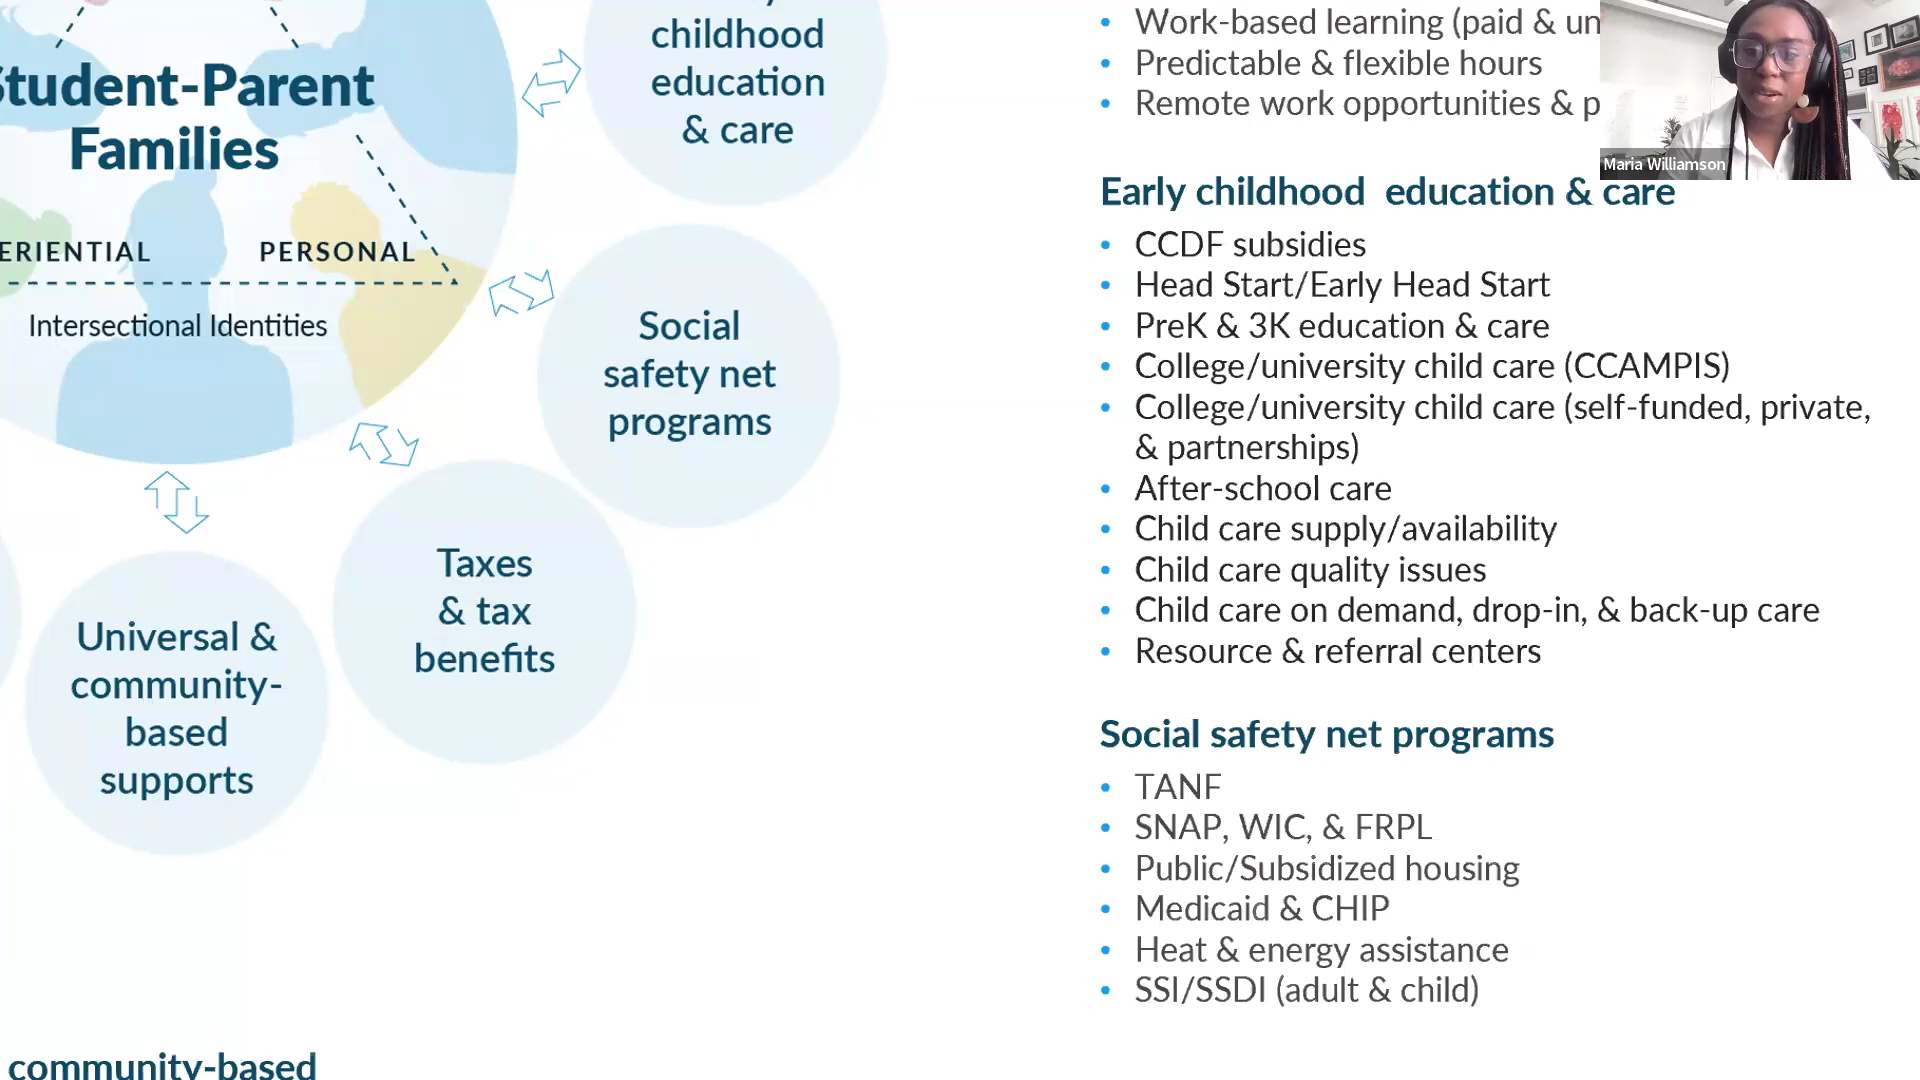 childhood
education
& care
Student-Parent
Families
PERSONAL
Intersectional Identities
Social
safety net
programs
Taxes
& tax
benefits
Universal &
community-
based
supports
community-based
Work-based learning (paid &
• Predictable & flexible hours
• Remote work opportunities &
Maria Williamson
Early childhood education & care
• CCDF subsidies
• Head Start/Early Head Start
• PreK & 3K education & care
• College/university child care (CCAMPIS)
• College/university child care (self-funded, private,
& partnerships)
• After-school care
• Child care supply/availability
• Child care quality issues
• Child care on demand, drop-in, & back-up care
• Resource & referral centers
Social safety net programs
• TANF
• SNAP, WIC, & FRPL
• Public/Subsidized housing
• Medicaid & CHIP
• Heat & energy assistance
• SSI/SSDI (adult & child)